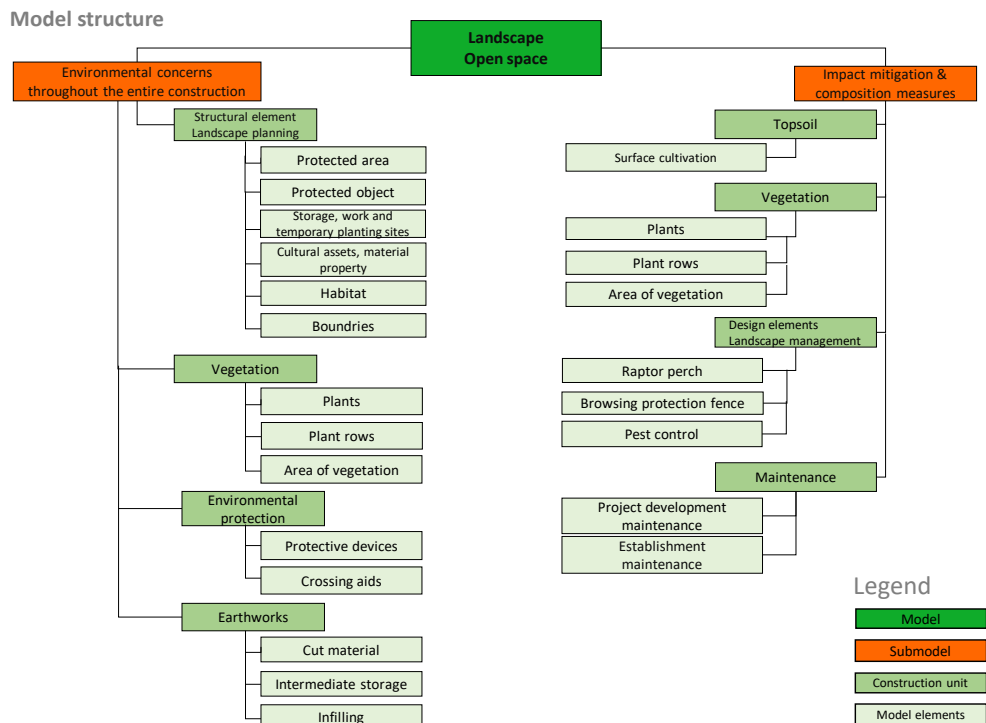 Model structure
Landscape
Open space
Environmental concerns
throughout the entire construction
Structural element
Landscape planning
Protected area
Protected object
Storage, work and
temporary planting sites
Cultural assets, material
property
Habitat
Boundries
Vegetation
Plants
Plant rows
Area of vegetation
Environmental
protection
Protective devices
Crossing aids
Earthworks
Cut material
Intermediate storage
Infilling
Impact mitigation &
composition measures
Topsoil
Surface cultivation
Vegetation
Plants
Plant rows
Area of vegetation
Design elements
Landscape management
Raptor perch
Browsing protection fence
Pest control
Maintenance
Project development
maintenance
Establishment
maintenance
Legend
Model
Submodel
Construction unit
Model elements